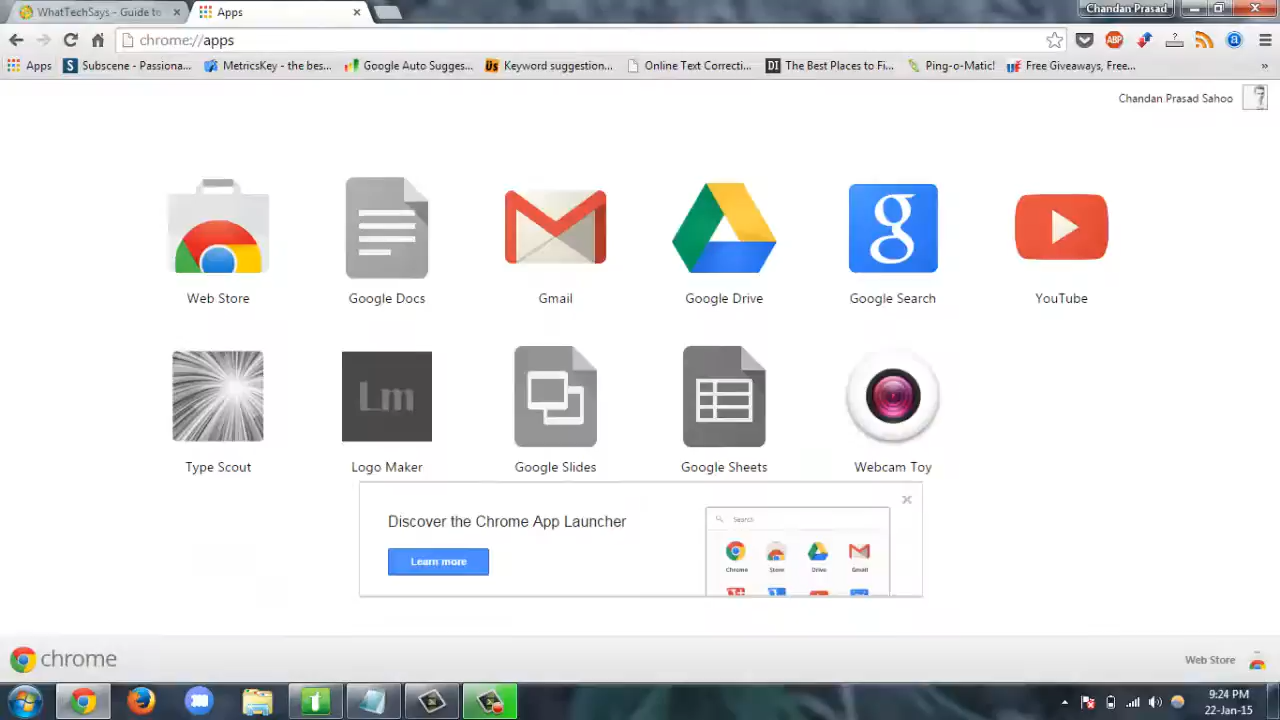 WhatTechSays – Guide to
Apps
Chandan Prasad
chrome://apps
ABP
Apps
Subscene - Passiona...
MetricsKey - the bes...
Google Auto Sugges...
Keyword suggestion...
Online Text Correcti...
DI
The Best Places to Fi...
Ping-o-Matic!
Free Giveaways, Free...
»
Chandan Prasad Sahoo
Web Store
Google Docs
Gmail
Google Drive
Google Search
YouTube
Lm
Type Scout
Logo Maker
Google Slides
Google Sheets
Webcam Toy
Discover the Chrome App Launcher
Learn more
Search
Chrome
Store
Drive
Gmail
chrome
Web Store
9:24 PM
22-Jan-15